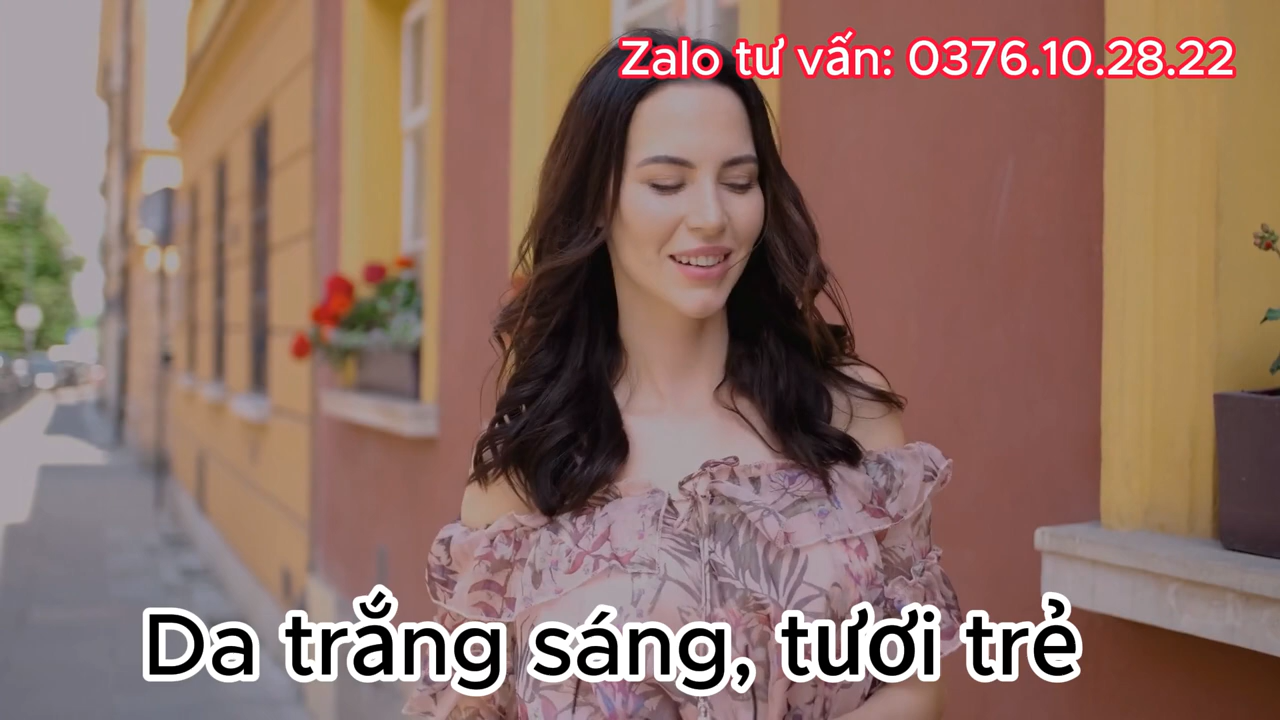 Zalo tư vấn: 0376.10.28.22
Da trắng sáng, tươi trẻ